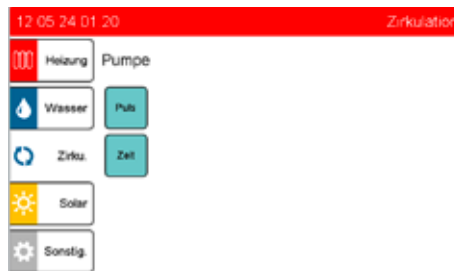 12 05 24 01 20 Zirkulation
Heizung Pumpe
Wasser Puls
Zirku. Zeit
Solar
Sonstig.